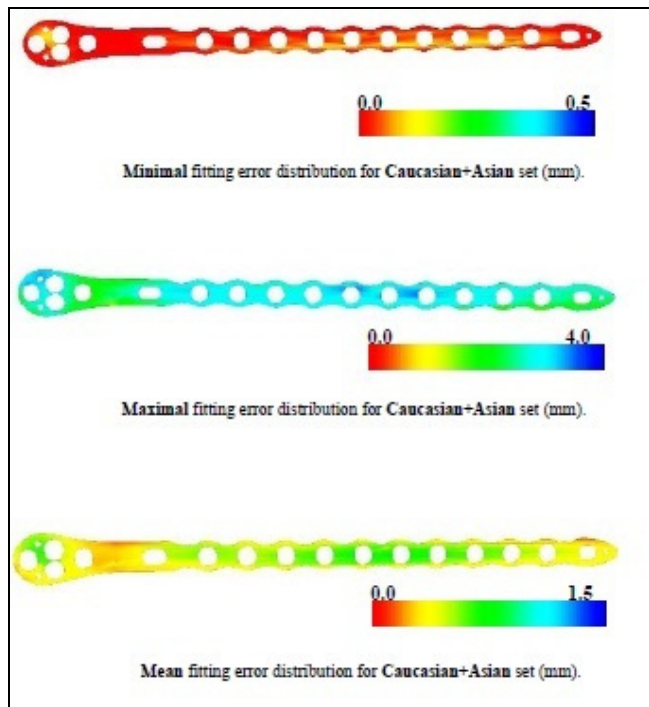 0.0 0.5
Minimal fitting error distribution for Caucasian+Asian set (mm).
0.0 4.0
Maximal fitting error distribution for Caucasian+Asian set (mm).
0.0 1.5
Mean fitting error distribution for Caucasian+Asian set (mm).